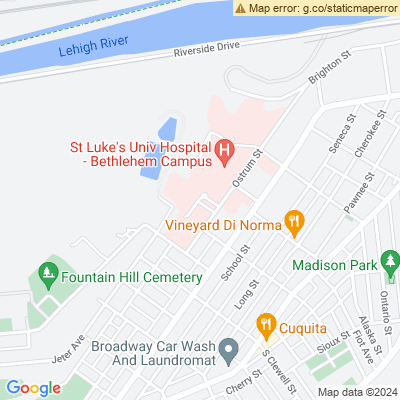 Map error: g.co/staticmaperror
Riverside Drive
Lehigh River
Brighton St
Seneca St
Cherokee St
St Luke's Univ Hospital
- Bethlehem Campus
H
Ostrum St
Pawnee St
Vineyard Di Norma
Madison Park
School St
Fountain Hill Cemetery
Long St
Ontario St
Alaska St
Fiot Ave
Cuquita
Sioux St
Jeter Ave
Broadway Car Wash
And Laundromat
S Clewell St
Cherry St
Google
Map data ©2024